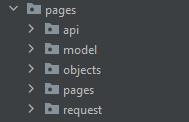 pages
api
model
objects
pages
request